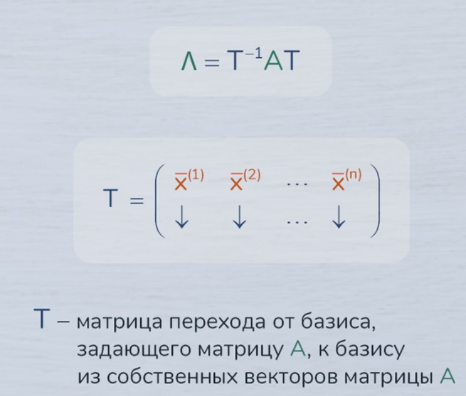 Λ = T⁻¹AT
x̅⁽¹⁾ x̅⁽²⁾ … x̅⁽ⁿ⁾
T = ( ↓ ↓ … ↓ )
T – матрица перехода от базиса,
задающего матрицу A, к базису
из собственных векторов матрицы A